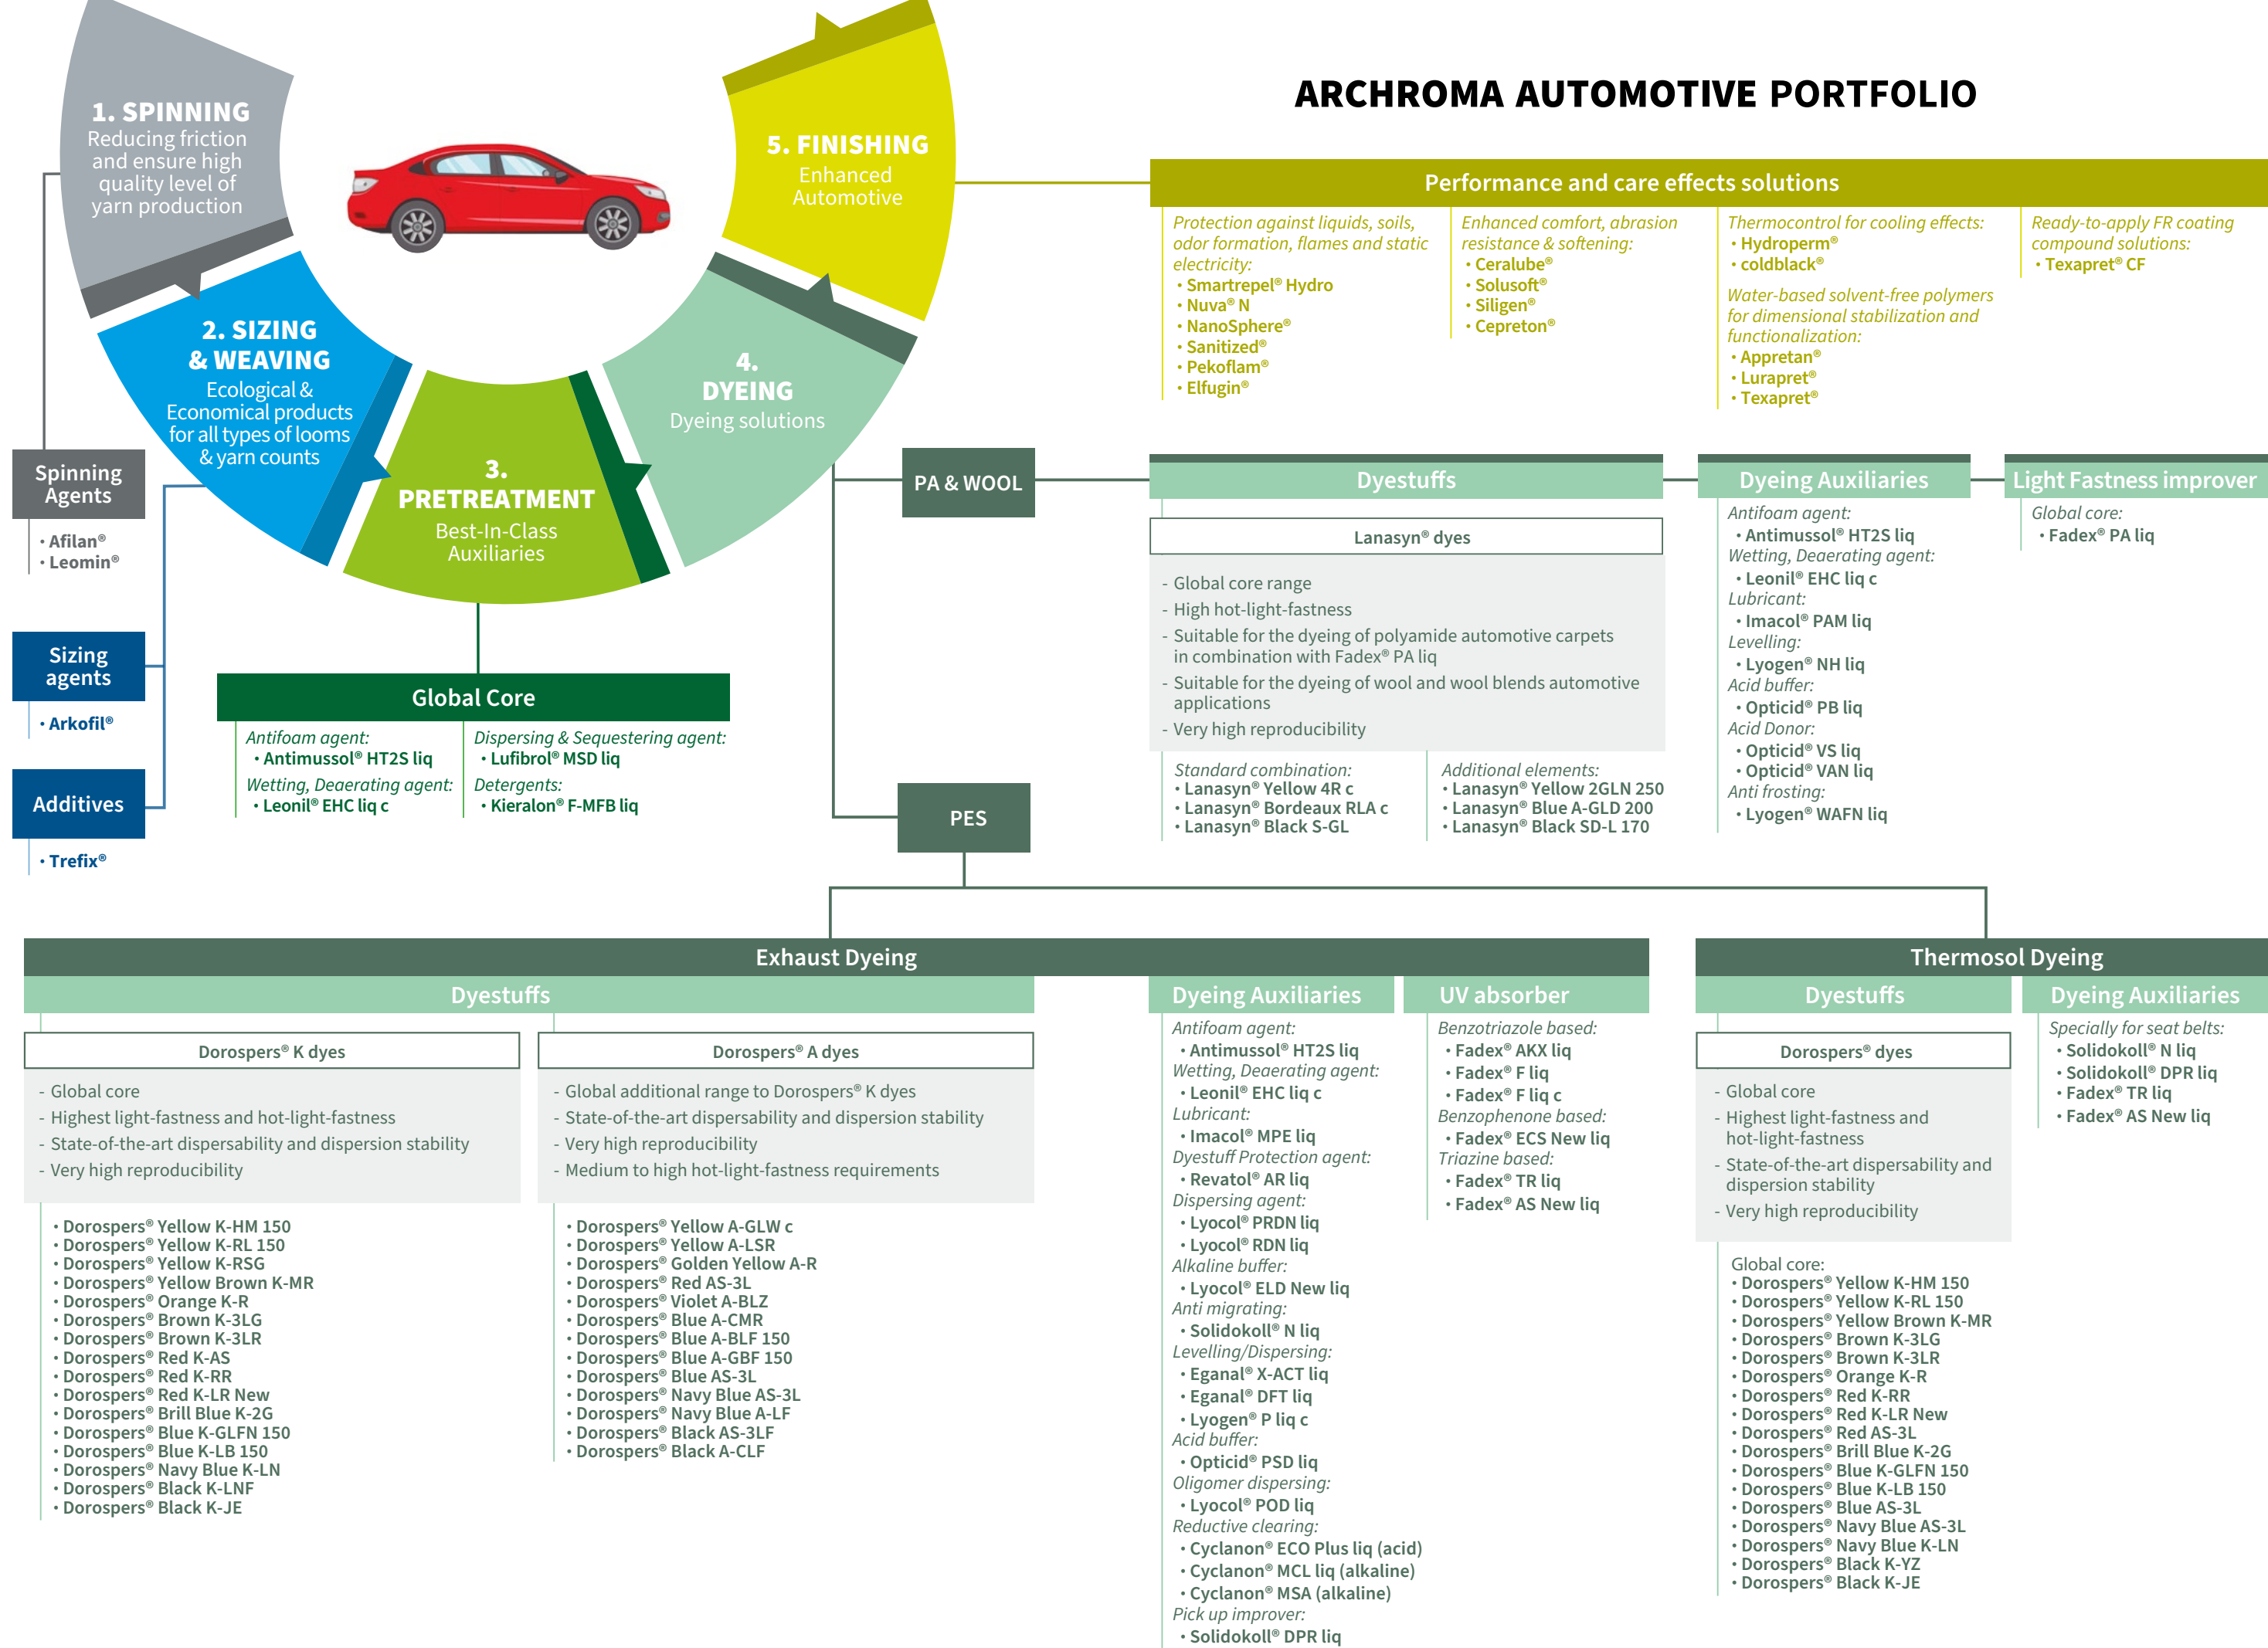 ARCHROMA AUTOMOTIVE PORTFOLIO
1. SPINNING
Reducing friction
and ensure high
quality level of
yarn production
2. SIZING
& WEAVING
Ecological &
Economical products
for all types of looms
& yarn counts
3.
PRETREATMENT
Best-In-Class
Auxiliaries
4.
DYEING
Dyeing solutions
5. FINISHING
Enhanced
Automotive
Spinning
Agents
• Afilan®
• Leomin®
Sizing
agents
• Arkofil®
Additives
• Trefix®
Global Core
Antifoam agent:
• Antimussol® HT2S liq
Wetting, Deaerating agent:
• Leonil® EHC liq c
Dispersing & Sequestering agent:
• Lufibrol® MSD liq
Detergents:
• Kieralon® F-MFB liq
Performance and care effects solutions
Protection against liquids, soils,
odor formation, flames and static
electricity:
• Smartrepel® Hydro
• Nuva® N
• NanoSphere®
• Sanitized®
• Pekoflam®
• Elfugin®
Enhanced comfort, abrasion
resistance & softening:
• Ceralube®
• Solusoft®
• Siligen®
• Cepreton®
Thermocontrol for cooling effects:
• Hydroperm®
• coldblack®
Water-based solvent-free polymers
for dimensional stabilization and
functionalization:
• Appretan®
• Lurapret®
• Texapret®
Ready-to-apply FR coating
compound solutions:
• Texapret® CF
PA & WOOL
Dyestuffs
Lanasyn® dyes
- Global core range
- High hot-light-fastness
- Suitable for the dyeing of polyamide automotive carpets
in combination with Fadex® PA liq
- Suitable for the dyeing of wool and wool blends automotive
applications
- Very high reproducibility
Standard combination:
• Lanasyn® Yellow 4R c
• Lanasyn® Bordeaux RLA c
• Lanasyn® Black S-GL
Additional elements:
• Lanasyn® Yellow 2GLN 250
• Lanasyn® Blue A-GLD 200
• Lanasyn® Black SD-L 170
Dyeing Auxiliaries
Antifoam agent:
• Antimussol® HT2S liq
Wetting, Deaerating agent:
• Leonil® EHC liq c
Lubricant:
• Imacol® PAM liq
Levelling:
• Lyogen® NH liq
Acid buffer:
• Opticid® PB liq
Acid Donor:
• Opticid® VS liq
• Opticid® VAN liq
Anti frosting:
• Lyogen® WAFN liq
Light Fastness improver
Global core:
• Fadex® PA liq
PES
Exhaust Dyeing
Dyestuffs
Dorospers® K dyes
- Global core
- Highest light-fastness and hot-light-fastness
- State-of-the-art dispersability and dispersion stability
- Very high reproducibility
• Dorospers® Yellow K-HM 150
• Dorospers® Yellow K-RL 150
• Dorospers® Yellow K-RSG
• Dorospers® Yellow Brown K-MR
• Dorospers® Orange K-R
• Dorospers® Brown K-3LG
• Dorospers® Brown K-3LR
• Dorospers® Red K-AS
• Dorospers® Red K-RR
• Dorospers® Red K-LR New
• Dorospers® Brill Blue K-2G
• Dorospers® Blue K-GLFN 150
• Dorospers® Blue K-LB 150
• Dorospers® Navy Blue K-LN
• Dorospers® Black K-LNF
• Dorospers® Black K-JE
Dorospers® A dyes
- Global additional range to Dorospers® K dyes
- State-of-the-art dispersability and dispersion stability
- Very high reproducibility
- Medium to high hot-light-fastness requirements
• Dorospers® Yellow A-GLW c
• Dorospers® Yellow A-LSR
• Dorospers® Golden Yellow A-R
• Dorospers® Red AS-3L
• Dorospers® Violet A-BLZ
• Dorospers® Blue A-CMR
• Dorospers® Blue A-BLF 150
• Dorospers® Blue A-GBF 150
• Dorospers® Blue AS-3L
• Dorospers® Navy Blue AS-3L
• Dorospers® Navy Blue A-LF
• Dorospers® Black AS-3LF
• Dorospers® Black A-CLF
Dyeing Auxiliaries
Antifoam agent:
• Antimussol® HT2S liq
Wetting, Deaerating agent:
• Leonil® EHC liq c
Lubricant:
• Imacol® MPE liq
Dyestuff Protection agent:
• Revatol® AR liq
Dispersing agent:
• Lyocol® PRDN liq
• Lyocol® RDN liq
Alkaline buffer:
• Lyocol® ELD New liq
Anti migrating:
• Solidokoll® N liq
Levelling/Dispersing:
• Eganal® X-ACT liq
• Eganal® DFT liq
• Lyogen® P liq c
Acid buffer:
• Opticid® PSD liq
Oligomer dispersing:
• Lyocol® POD liq
Reductive clearing:
• Cyclanon® ECO Plus liq (acid)
• Cyclanon® MCL liq (alkaline)
• Cyclanon® MSA (alkaline)
Pick up improver:
• Solidokoll® DPR liq
UV absorber
Benzotriazole based:
• Fadex® AKX liq
• Fadex® F liq
• Fadex® F liq c
Benzophenone based:
• Fadex® ECS New liq
Triazine based:
• Fadex® TR liq
• Fadex® AS New liq
Thermosol Dyeing
Dyestuffs
Dorospers® dyes
- Global core
- Highest light-fastness and
hot-light-fastness
- State-of-the-art dispersability and
dispersion stability
- Very high reproducibility
Global core:
• Dorospers® Yellow K-HM 150
• Dorospers® Yellow K-RL 150
• Dorospers® Yellow Brown K-MR
• Dorospers® Brown K-3LG
• Dorospers® Brown K-3LR
• Dorospers® Orange K-R
• Dorospers® Red K-RR
• Dorospers® Red K-LR New
• Dorospers® Red AS-3L
• Dorospers® Brill Blue K-2G
• Dorospers® Blue K-GLFN 150
• Dorospers® Blue K-LB 150
• Dorospers® Blue AS-3L
• Dorospers® Navy Blue AS-3L
• Dorospers® Navy Blue K-LN
• Dorospers® Black K-YZ
• Dorospers® Black K-JE
Dyeing Auxiliaries
Specially for seat belts:
• Solidokoll® N liq
• Solidokoll® DPR liq
• Fadex® TR liq
• Fadex® AS New liq